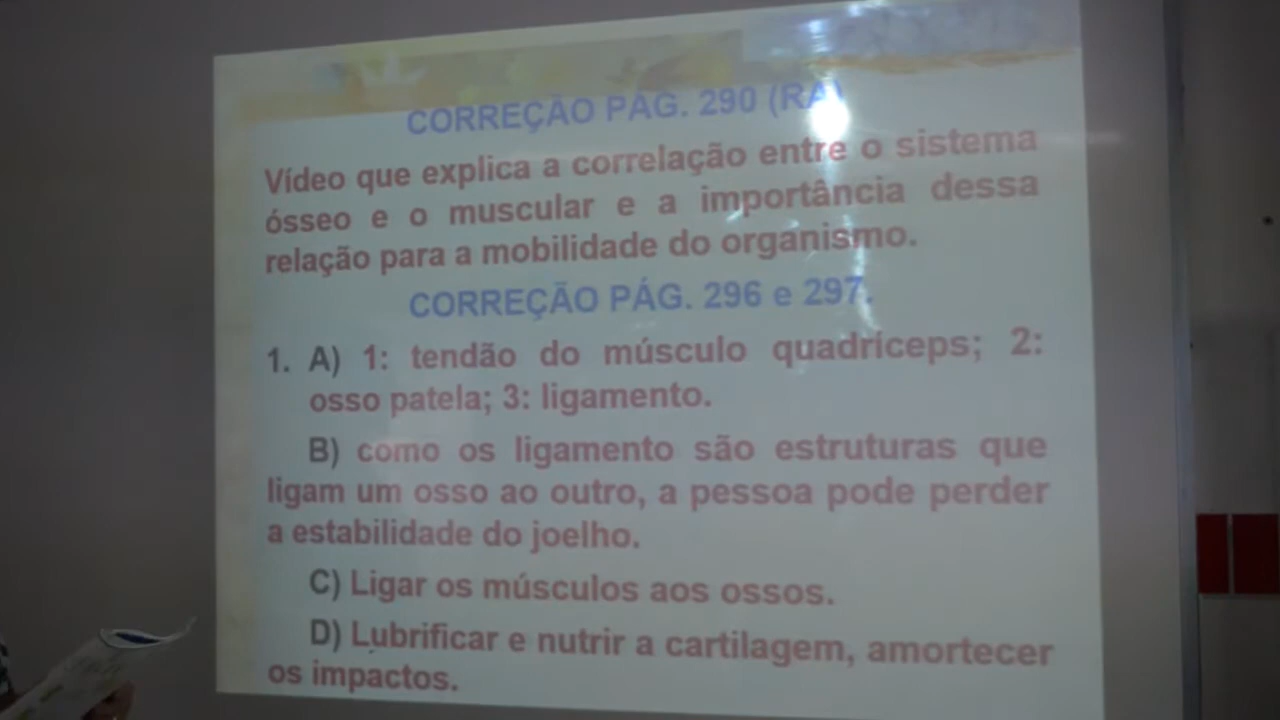 CORREÇÃO PÁG. 290 (RA)
Vídeo que explica a correlação entre o sistema
ósseo e o muscular e a importância dessa
relação para a mobilidade do organismo.
CORREÇÃO PÁG. 296 e 297.
1. A) 1: tendão do músculo quadríceps; 2:
osso patela; 3: ligamento.
B) como os ligamento são estruturas que
ligam um osso ao outro, a pessoa pode perder
a estabilidade do joelho.
C) Ligar os músculos aos ossos.
D) Lubrificar e nutrir a cartilagem, amortecer
os impactos.